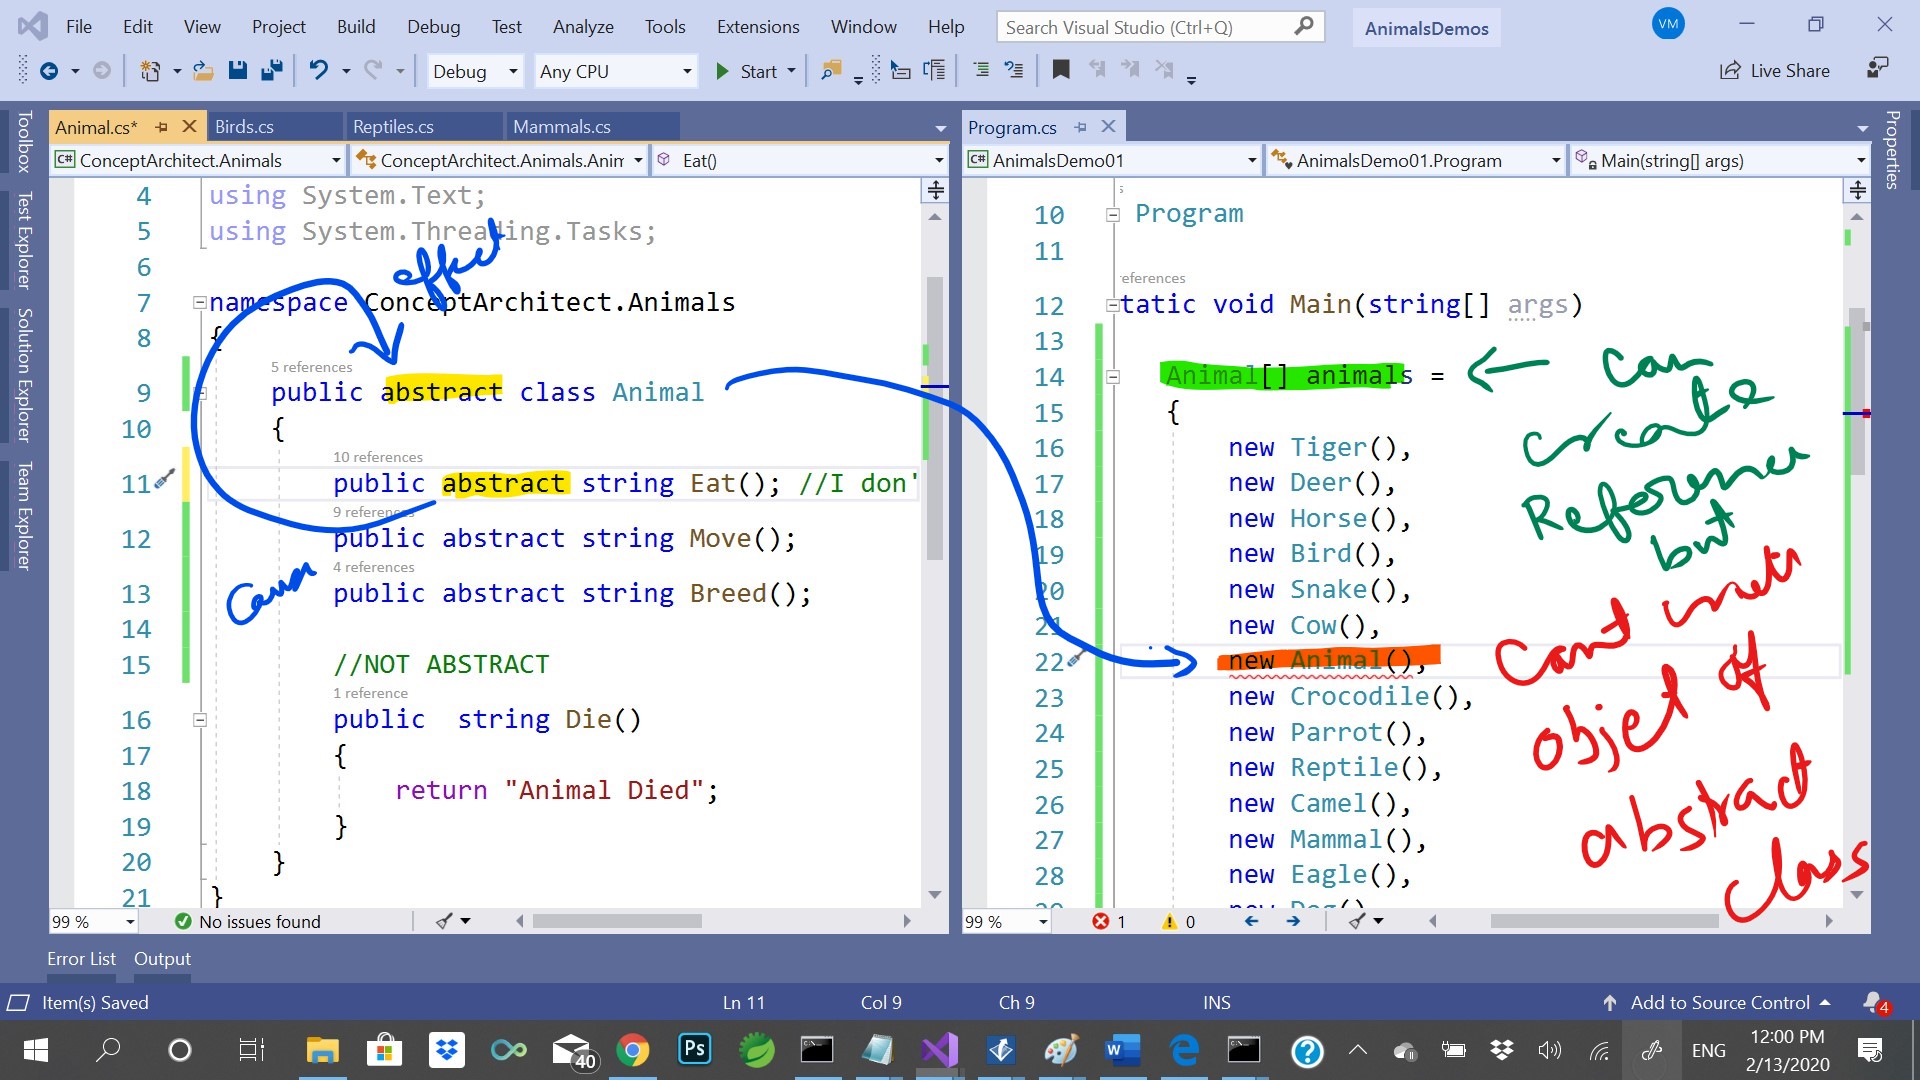 File Edit View Project Build Debug Test Analyze Tools Extensions Window Help Search Visual Studio (Ctrl+Q) AnimalsDemos VM
Debug Any CPU Start Live Share
Toolbox
Test Explorer
Solution Explorer
Team Explorer
Animal.cs* Birds.cs Reptiles.cs Mammals.cs
C# ConceptArchitect.Animals ConceptArchitect.Animals.Anim Eat()
4 using System.Text;
5 using System.Threading.Tasks;
6
effect
7 namespace ConceptArchitect.Animals
8 {
5 references
9 public abstract class Animal
10 {
10 references
11 public abstract string Eat(); //I don'
9 references
12 public abstract string Move();
4 references
13 public abstract string Breed();
14
15 //NOT ABSTRACT
1 reference
16 public string Die()
17 {
18 return "Animal Died";
19 }
20 }
21 }
99 % No issues found
Program.cs
C# AnimalsDemo01 AnimalsDemo01.Program Main(string[] args)
10 Program
11
references
12 tatic void Main(string[] args)
13
14 Animal[] animals =
15 {
16 new Tiger(),
17 new Deer(),
18 new Horse(),
19 new Bird(),
20 new Snake(),
21 new Cow(),
22 new Animal(),
23 new Crocodile(),
24 new Parrot(),
25 new Reptile(),
26 new Camel(),
27 new Mammal(),
28 new Eagle(),
new Dog()
99 % 1 0
Can
create
Reference
but
Cant
objet of
abstract
class
Properties
Error List Output
Item(s) Saved Ln 11 Col 9 Ch 9 INS Add to Source Control 4
40 Ps W ENG 12:00 PM
2/13/2020